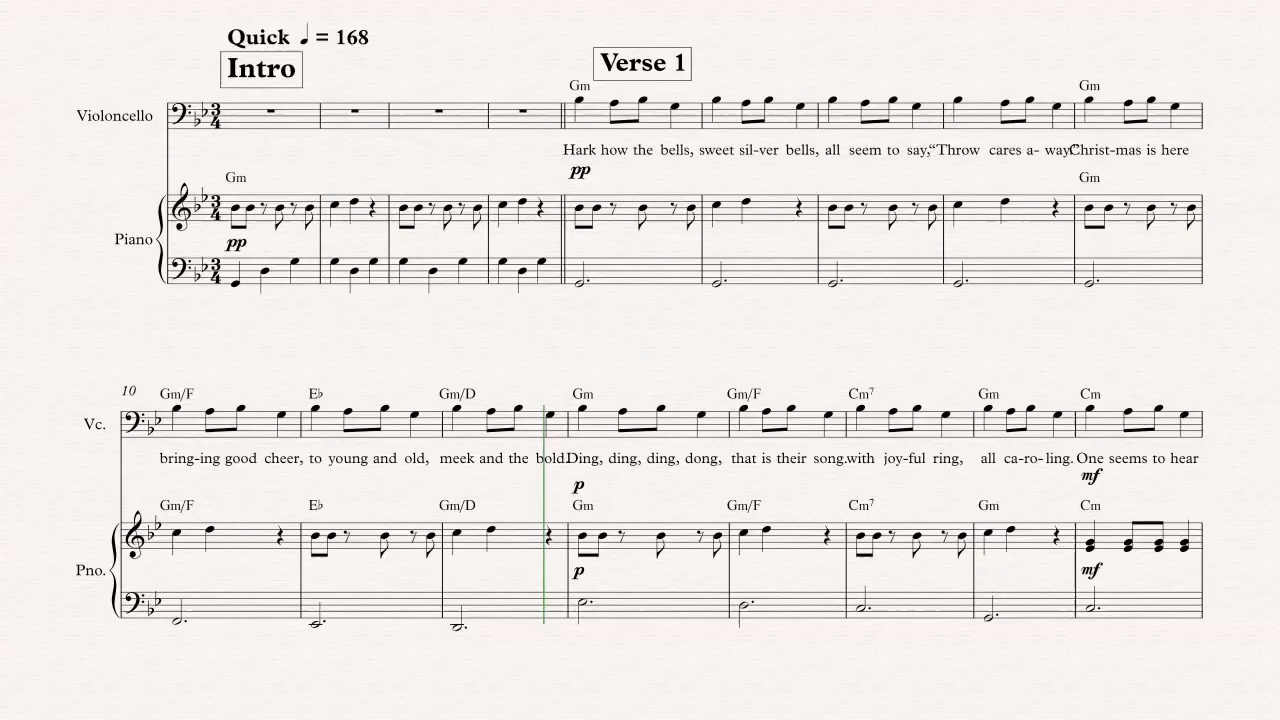 Quick ♩ = 168
Intro
Verse 1
Gm Gm
Violoncello
Hark how the bells, sweet sil-ver bells, all seem to say,“Throw cares a- way.”Christ-mas is here
pp
Gm Gm
Piano
pp
10
Gm/F E♭ Gm/D Gm Gm/F Cm7 Gm Cm
Vc.
bring-ing good cheer, to young and old, meek and the bold.Ding, ding, ding, dong, that is their song.with joy-ful ring, all ca-ro-ling. One seems to hear
p mf
Gm/F E♭ Gm/D Gm Gm/F Cm7 Gm Cm
Pno.
p mf